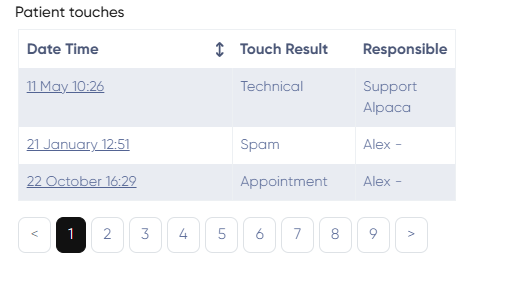 Patient touches
Date Time ↕ Touch Result Responsible
11 May 10:26 Technical Support
Alpaca
21 January 12:51 Spam Alex -
22 October 16:29 Appointment Alex -
< 1 2 3 4 5 6 7 8 9 >